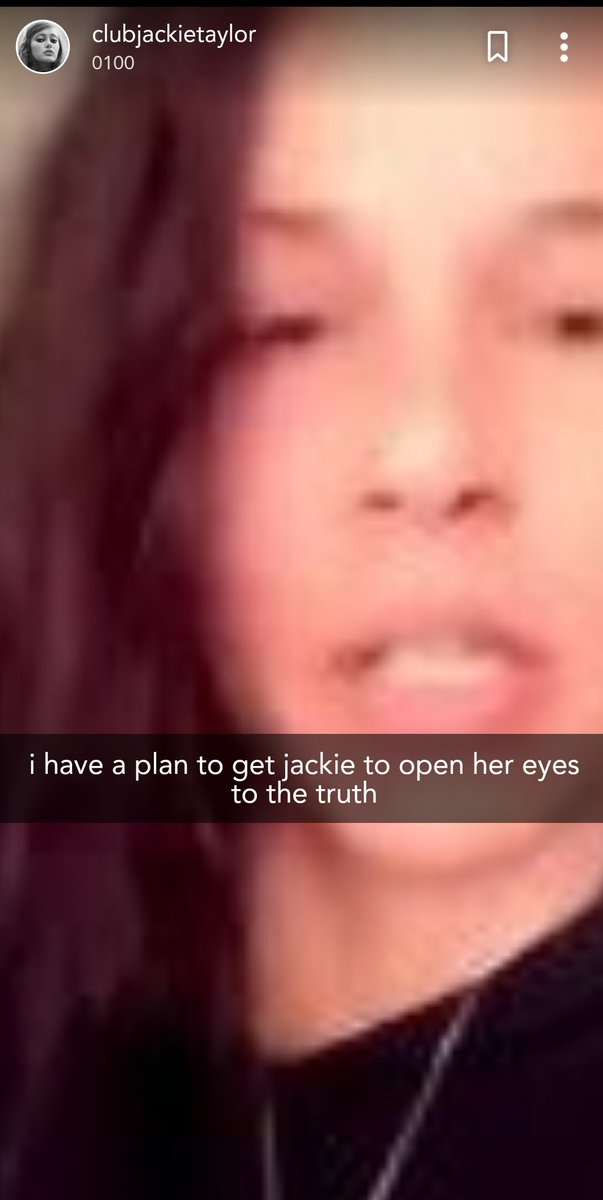 clubjackietaylor
0100
i have a plan to get jackie to open her eyes
to the truth